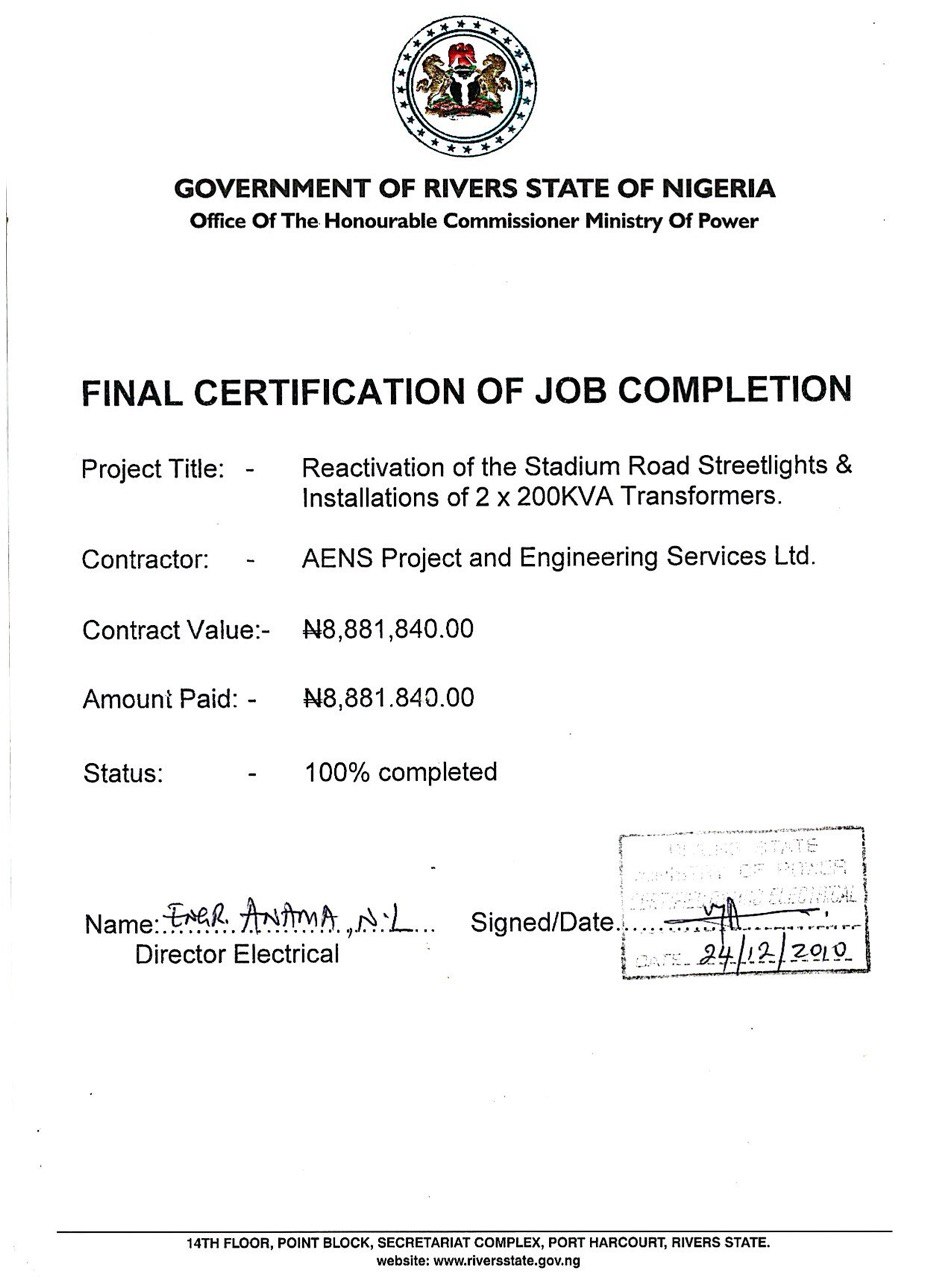 GOVERNMENT OF RIVERS STATE OF NIGERIA
Office Of The Honourable Commissioner Ministry Of Power
FINAL CERTIFICATION OF JOB COMPLETION
Project Title: - Reactivation of the Stadium Road Streetlights &
Installations of 2 x 200KVA Transformers.
Contractor: - AENS Project and Engineering Services Ltd.
Contract Value:- ₦8,881,840.00
Amount Paid: - ₦8,881.840.00
Status: - 100% completed
STATE
OF POWER
ELECTRICAL
Name: ENGR. ANAMA, N.L... Signed/Date
Director Electrical
DATE 24/12/2010
14TH FLOOR, POINT BLOCK, SECRETARIAT COMPLEX, PORT HARCOURT, RIVERS STATE.
website: www.riversstate.gov.ng